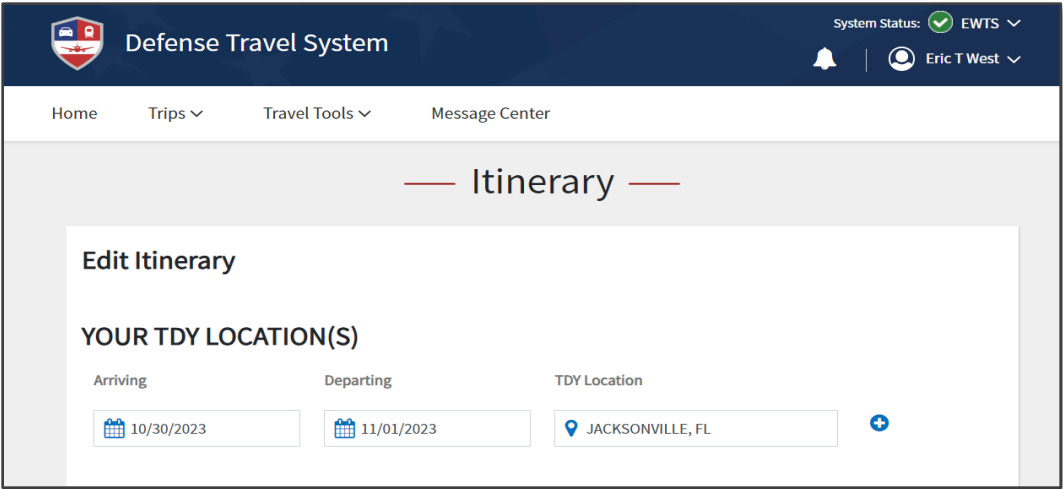 System Status: EWTS
Defense Travel System
Eric T West
Home Trips Travel Tools Message Center
Itinerary
Edit Itinerary
YOUR TDY LOCATION(S)
Arriving Departing TDY Location
10/30/2023 11/01/2023 JACKSONVILLE, FL